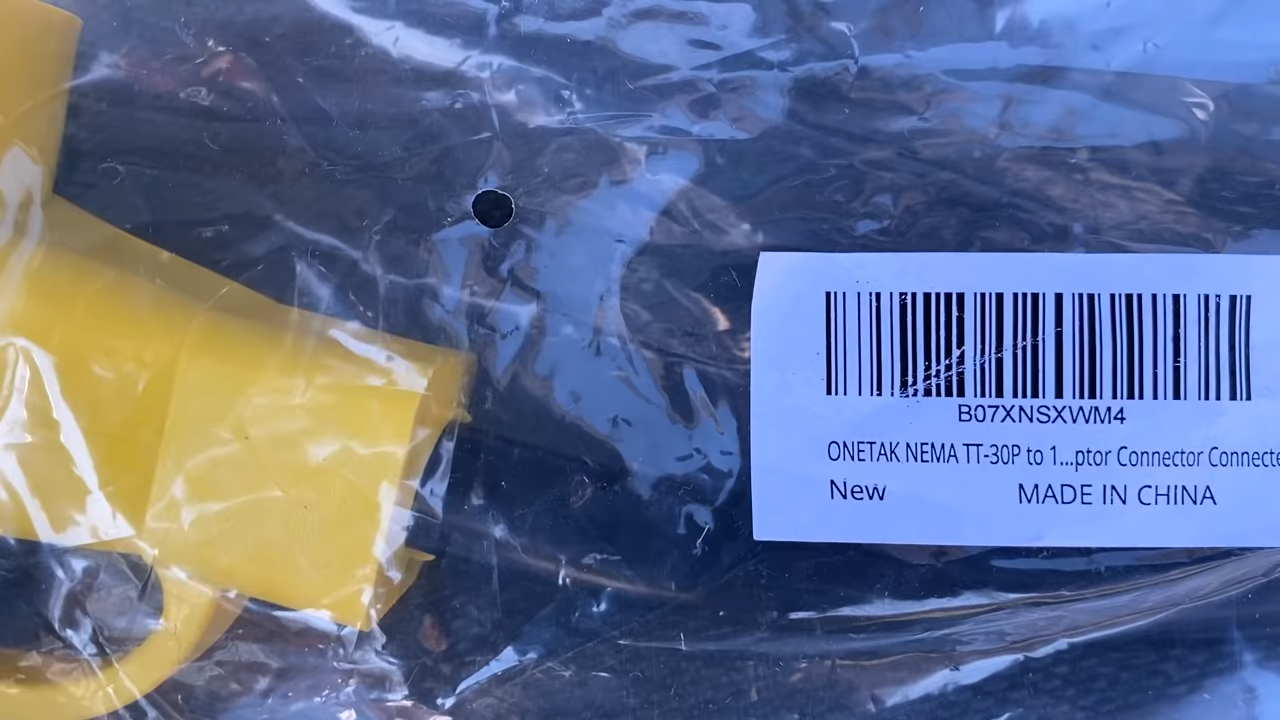 B07XNSXWM4
ONETAK NEMA TT-30P to 1...ptor Connector Connecte
New MADE IN CHINA